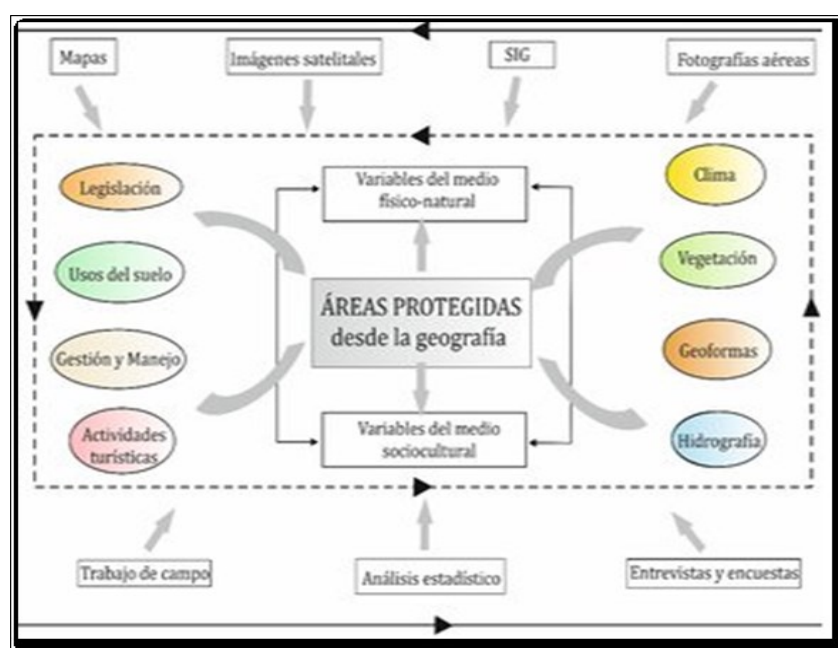 Mapas
Imágenes satelitales
SIG
Fotografías aéreas
Legislación
Variables del medio
físico-natural
Clima
Usos del suelo
Vegetación
ÁREAS PROTEGIDAS
desde la geografía
Gestión y Manejo
Geoformas
Actividades
turísticas
Variables del medio
sociocultural
Hidrografía
Trabajo de campo
Análisis estadístico
Entrevistas y encuestas